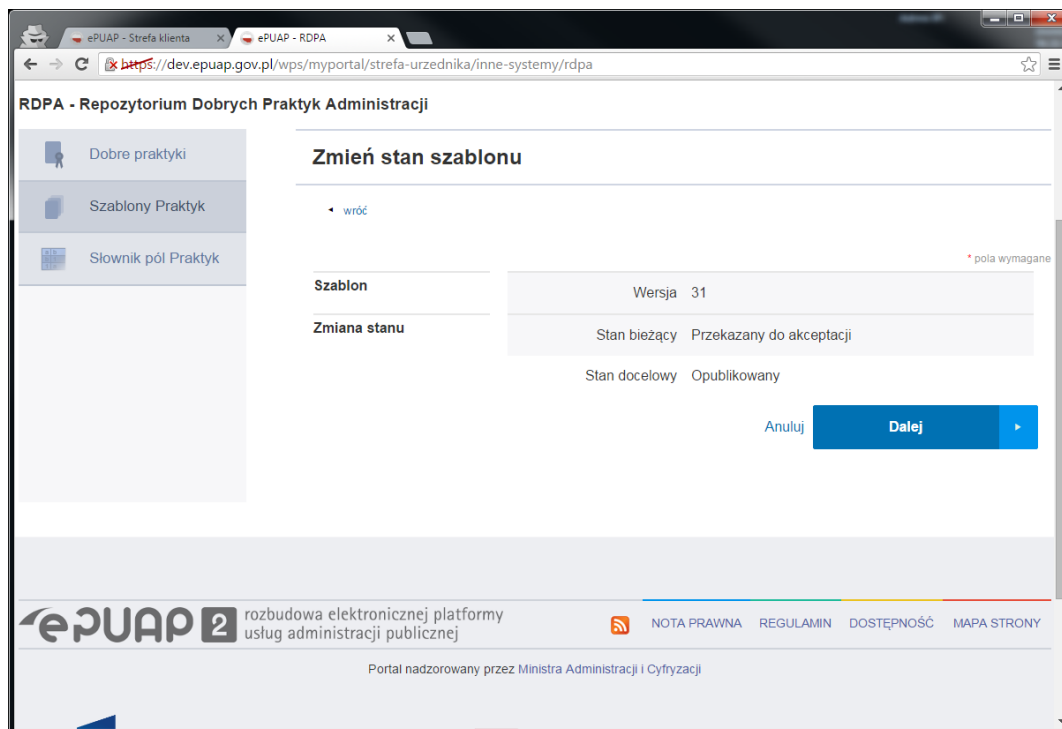 ePUAP - Strefa klienta
ePUAP - RDPA
https://dev.epuap.gov.pl/wps/myportal/strefa-urzednika/inne-systemy/rdpa
RDPA - Repozytorium Dobrych Praktyk Administracji
Dobre praktyki
Szablony Praktyk
Słownik pól Praktyk
Zmień stan szablonu
wróć
* pola wymagane
Szablon
Wersja 31
Zmiana stanu
Stan bieżący Przekazany do akceptacji
Stan docelowy Opublikowany
Anuluj
Dalej
ePUAP 2 rozbudowa elektronicznej platformy
usług administracji publicznej
NOTA PRAWNA REGULAMIN DOSTĘPNOŚĆ MAPA STRONY
Portal nadzorowany przez Ministra Administracji i Cyfryzacji